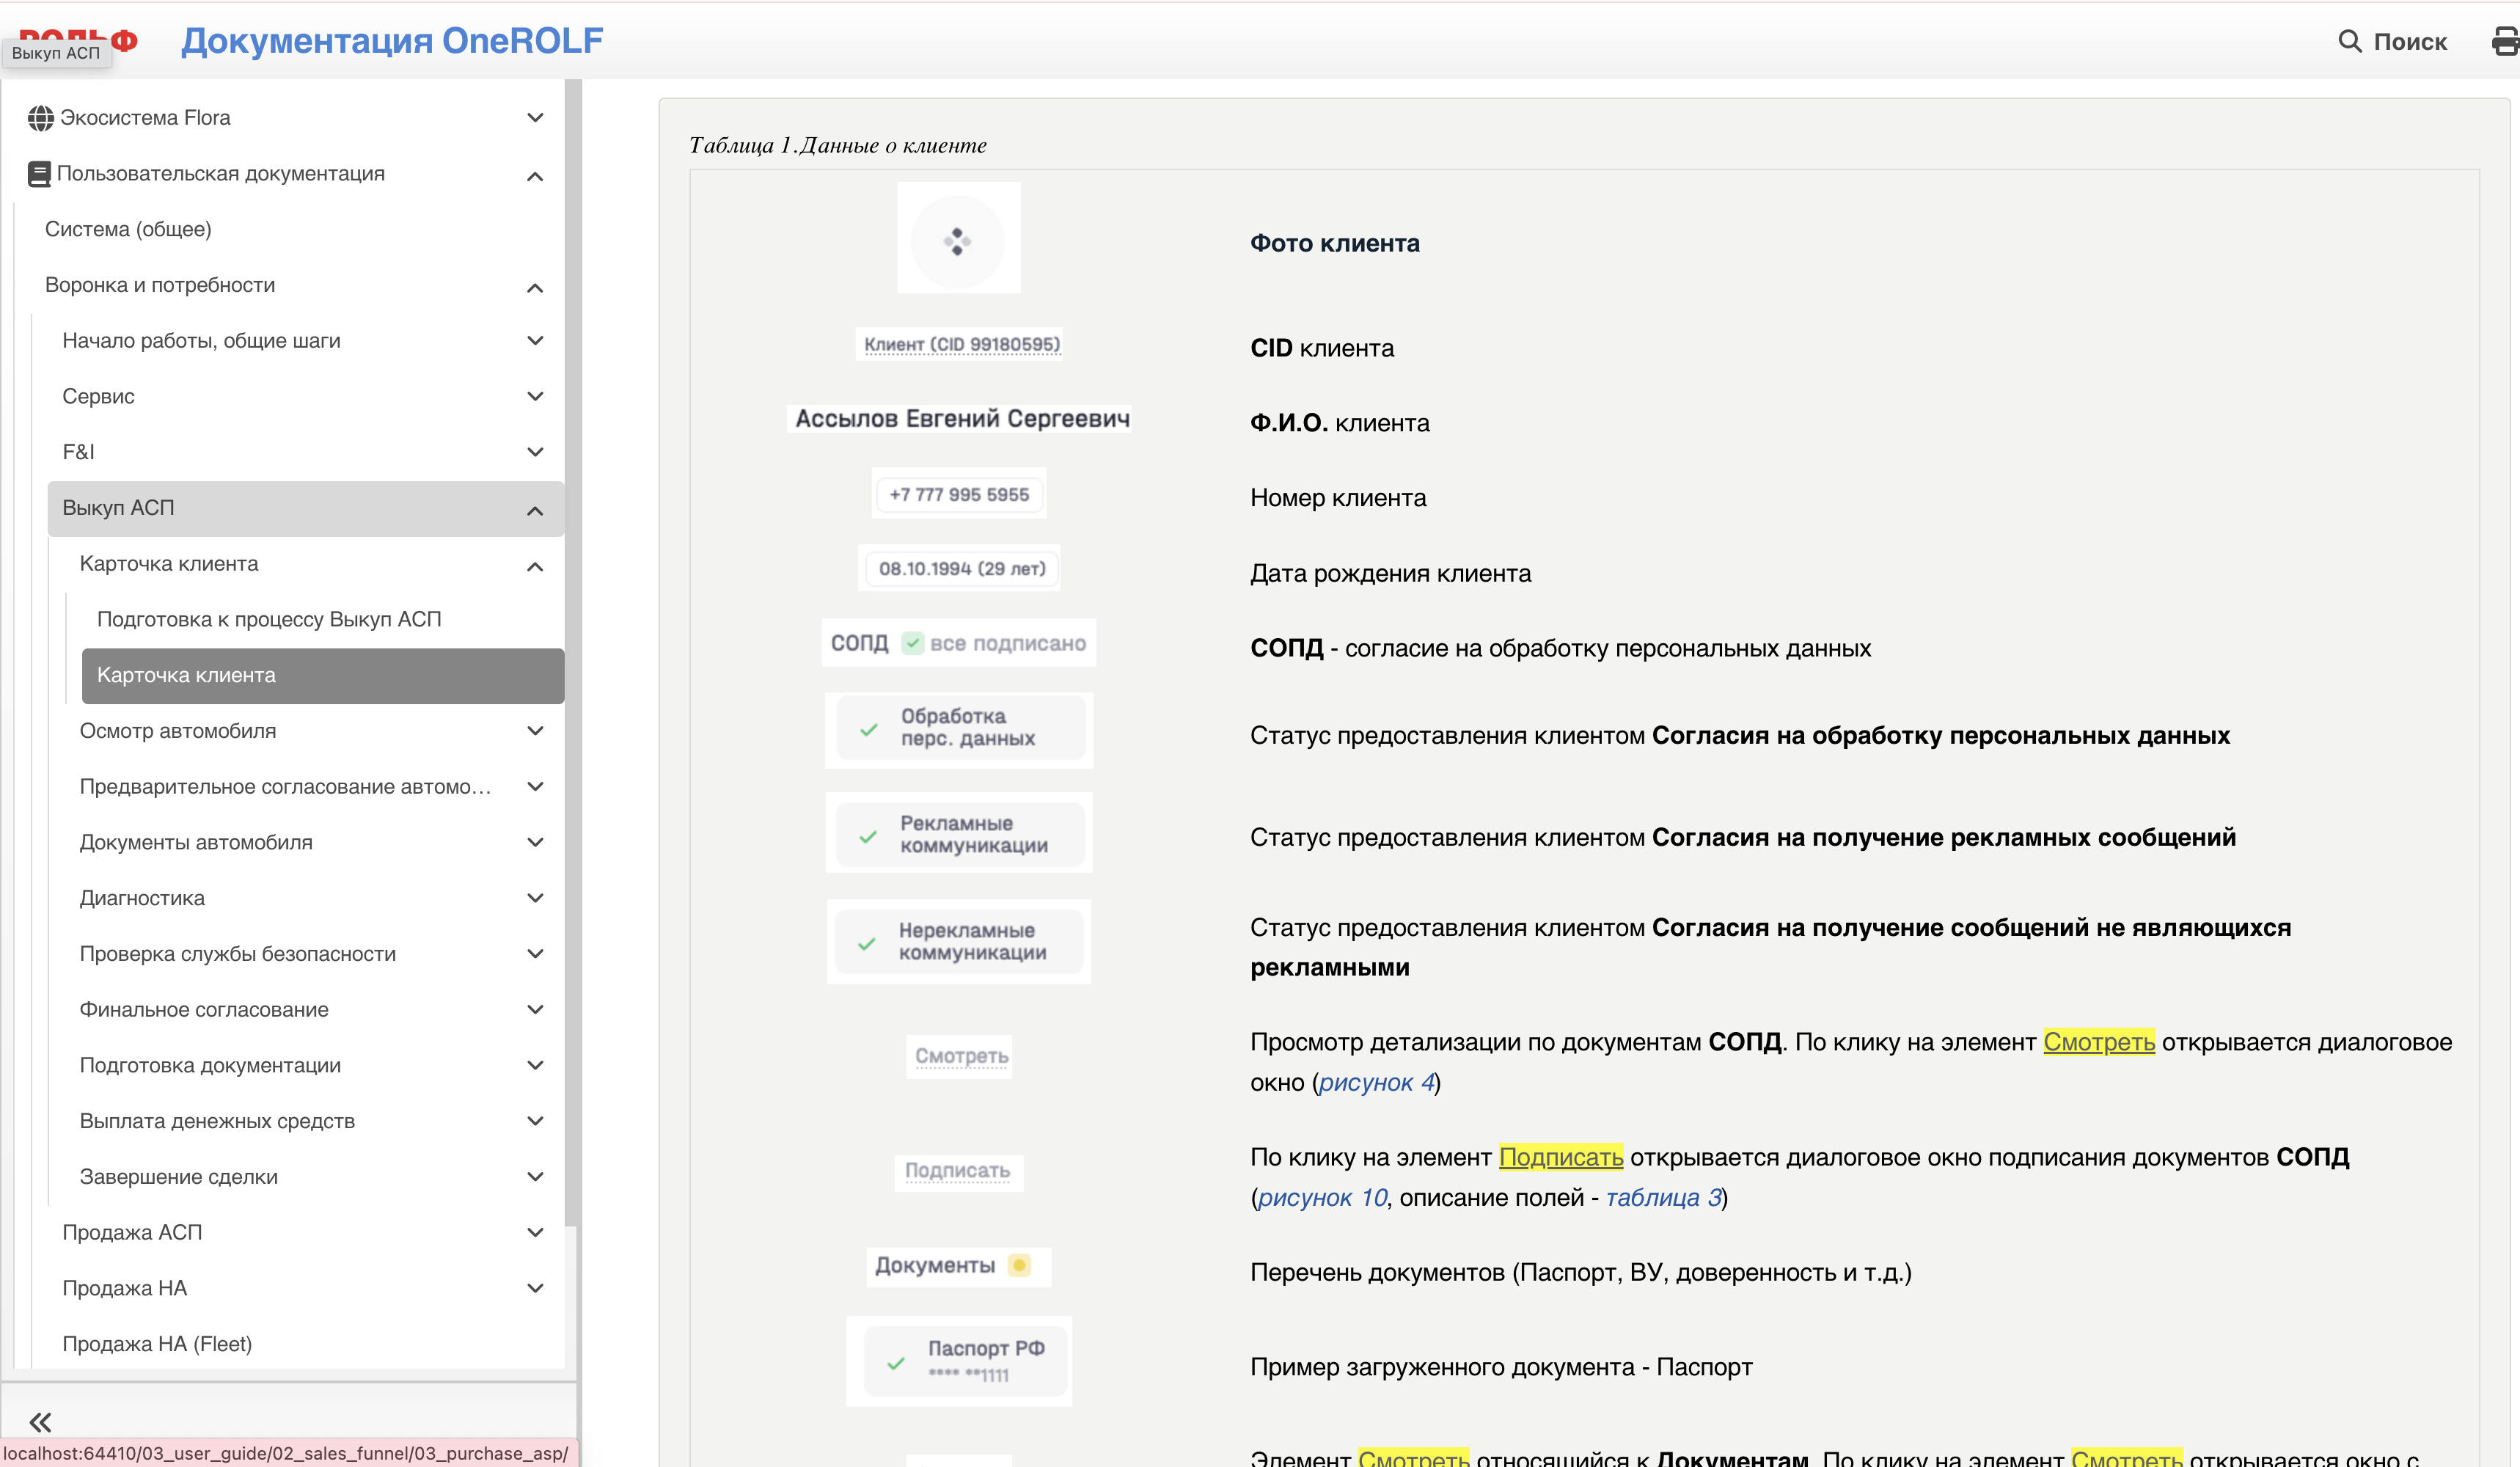 Документация OneROLF
Поиск
Выкуп АСП
Экосистема Flora
Пользовательская документация
Система (общее)
Воронка и потребности
Начало работы, общие шаги
Сервис
F&I
Выкуп АСП
Карточка клиента
Подготовка к процессу Выкуп АСП
Карточка клиента
Осмотр автомобиля
Предварительное согласование автомо...
Документы автомобиля
Диагностика
Проверка службы безопасности
Финальное согласование
Подготовка документации
Выплата денежных средств
Завершение сделки
Продажа АСП
Продажа НА
Продажа НА (Fleet)
localhost:64410/03_user_guide/02_sales_funnel/03_purchase_asp/
Таблица 1.Данные о клиенте
Фото клиента
Клиент (CID 99180595)
CID клиента
Ассылов Евгений Сергеевич
Ф.И.О. клиента
+7 777 995 5955
Номер клиента
08.10.1994 (29 лет)
Дата рождения клиента
СОПД все подписано
СОПД - согласие на обработку персональных данных
Обработка
перс. данных
Статус предоставления клиентом Согласия на обработку персональных данных
Рекламные
коммуникации
Статус предоставления клиентом Согласия на получение рекламных сообщений
Нерекламные
коммуникации
Статус предоставления клиентом Согласия на получение сообщений не являющихся
рекламными
Смотреть
Просмотр детализации по документам СОПД. По клику на элемент Смотреть открывается диалоговое
окно (рисунок 4)
Подписать
По клику на элемент Подписать открывается диалоговое окно подписания документов СОПД
(рисунок 10, описание полей - таблица 3)
Документы
Перечень документов (Паспорт, ВУ, доверенность и т.д.)
Паспорт РФ
**** **1111
Пример загруженного документа - Паспорт
Элемент Смотреть относящийся к Документам. По клику на элемент Смотреть открывается окно с